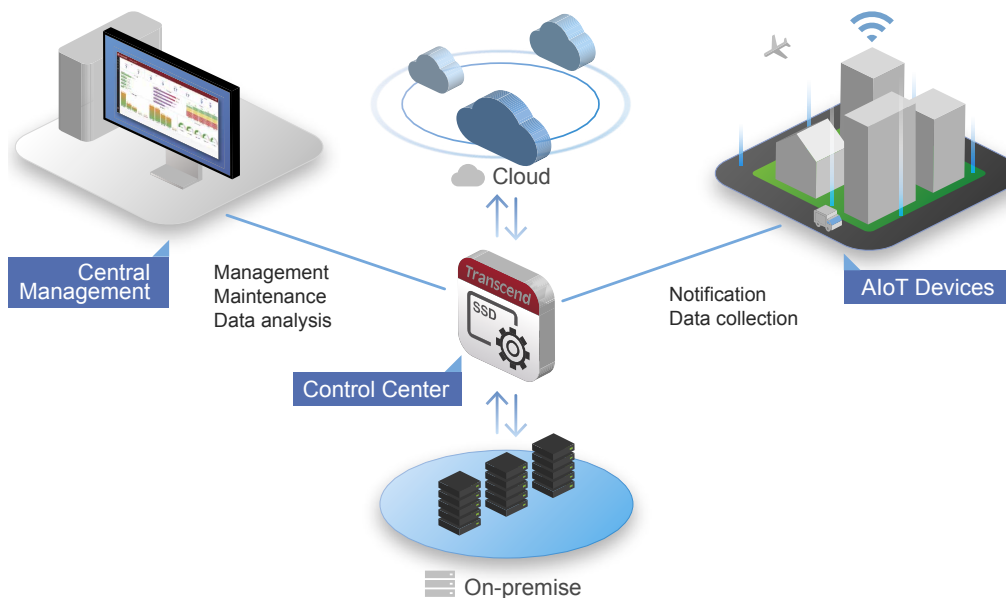 Cloud
Central
Management
Management
Maintenance
Data analysis
Transcend
SSD
Notification
Data collection
AIoT Devices
Control Center
On-premise